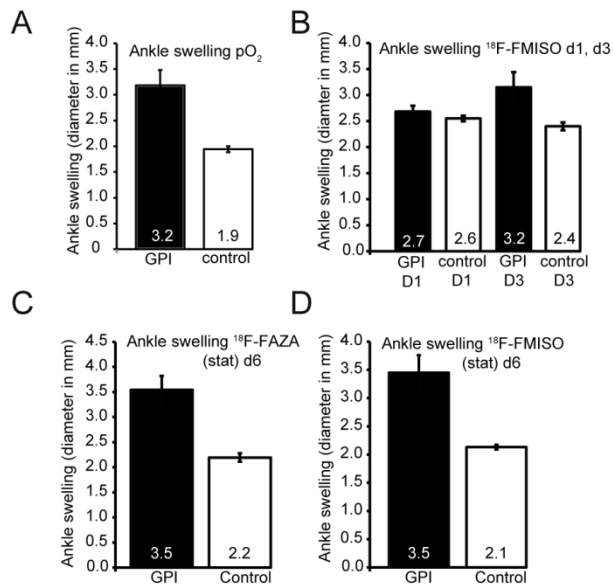 A
Ankle swelling pO₂
Ankle swelling (diameter in mm)
4.0
3.5
3.0
2.5
2.0
1.5
1.0
0.5
0
3.2
1.9
GPI
control
B
Ankle swelling ¹⁸F-FMISO d1, d3
Ankle swelling (diamter in mm)
4.0
3.5
3.0
2.5
2.0
1.5
1.0
0.5
0.0
2.7
2.6
3.2
2.4
GPI
D1
control
D1
GPI
D3
control
D3
C
Ankle swelling ¹⁸F-FAZA
(stat) d6
Ankle swelling (diameter in mm)
4.5
3.5
3.0
2.5
2.0
1.5
1.0
0.5
0.0
3.5
2.2
GPI
Control
D
Ankle swelling ¹⁸F-FMISO
(stat) d6
Ankle swelling (diameter in mm)
4.0
3.5
3.0
2.5
2.0
1.5
1.0
0.5
0.0
3.5
2.1
GPI
Control